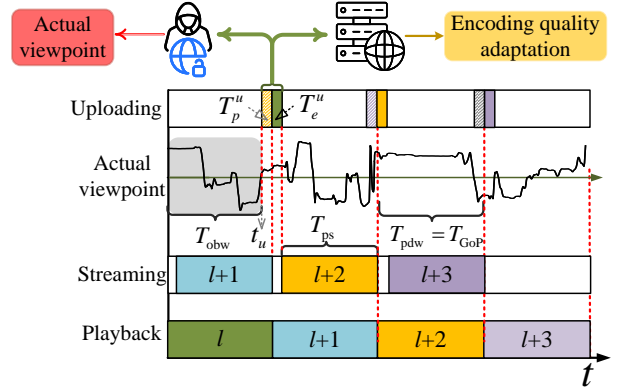 Actual
viewpoint
Encoding quality
adaptation
Uploading
T_p^u
T_e^u
Actual
viewpoint
T_obw
t_u
T_ps
T_pdw = T_GoP
Streaming
l+1
l+2
l+3
Playback
l
l+1
l+2
l+3
t